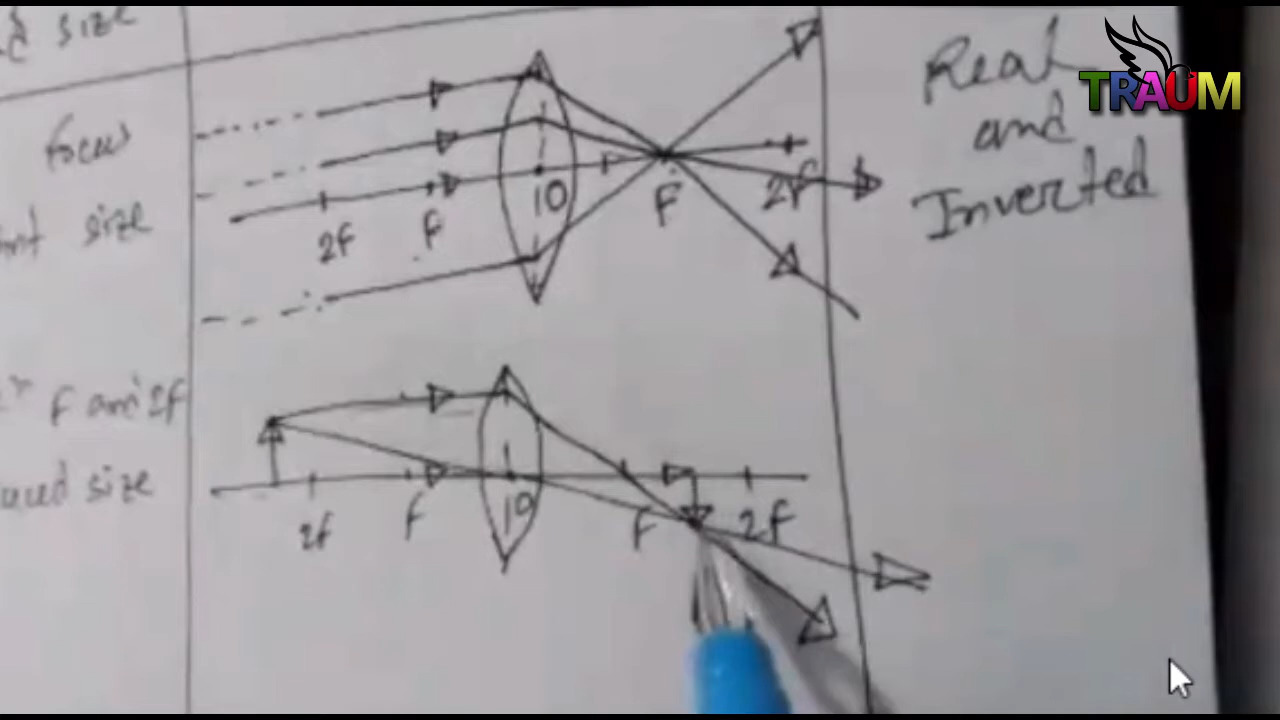 size
focus
size
2F
F
10
F
2F
Real
and
Inverted
TRAUM
F and 2F
size
2F
F
10
F
2F